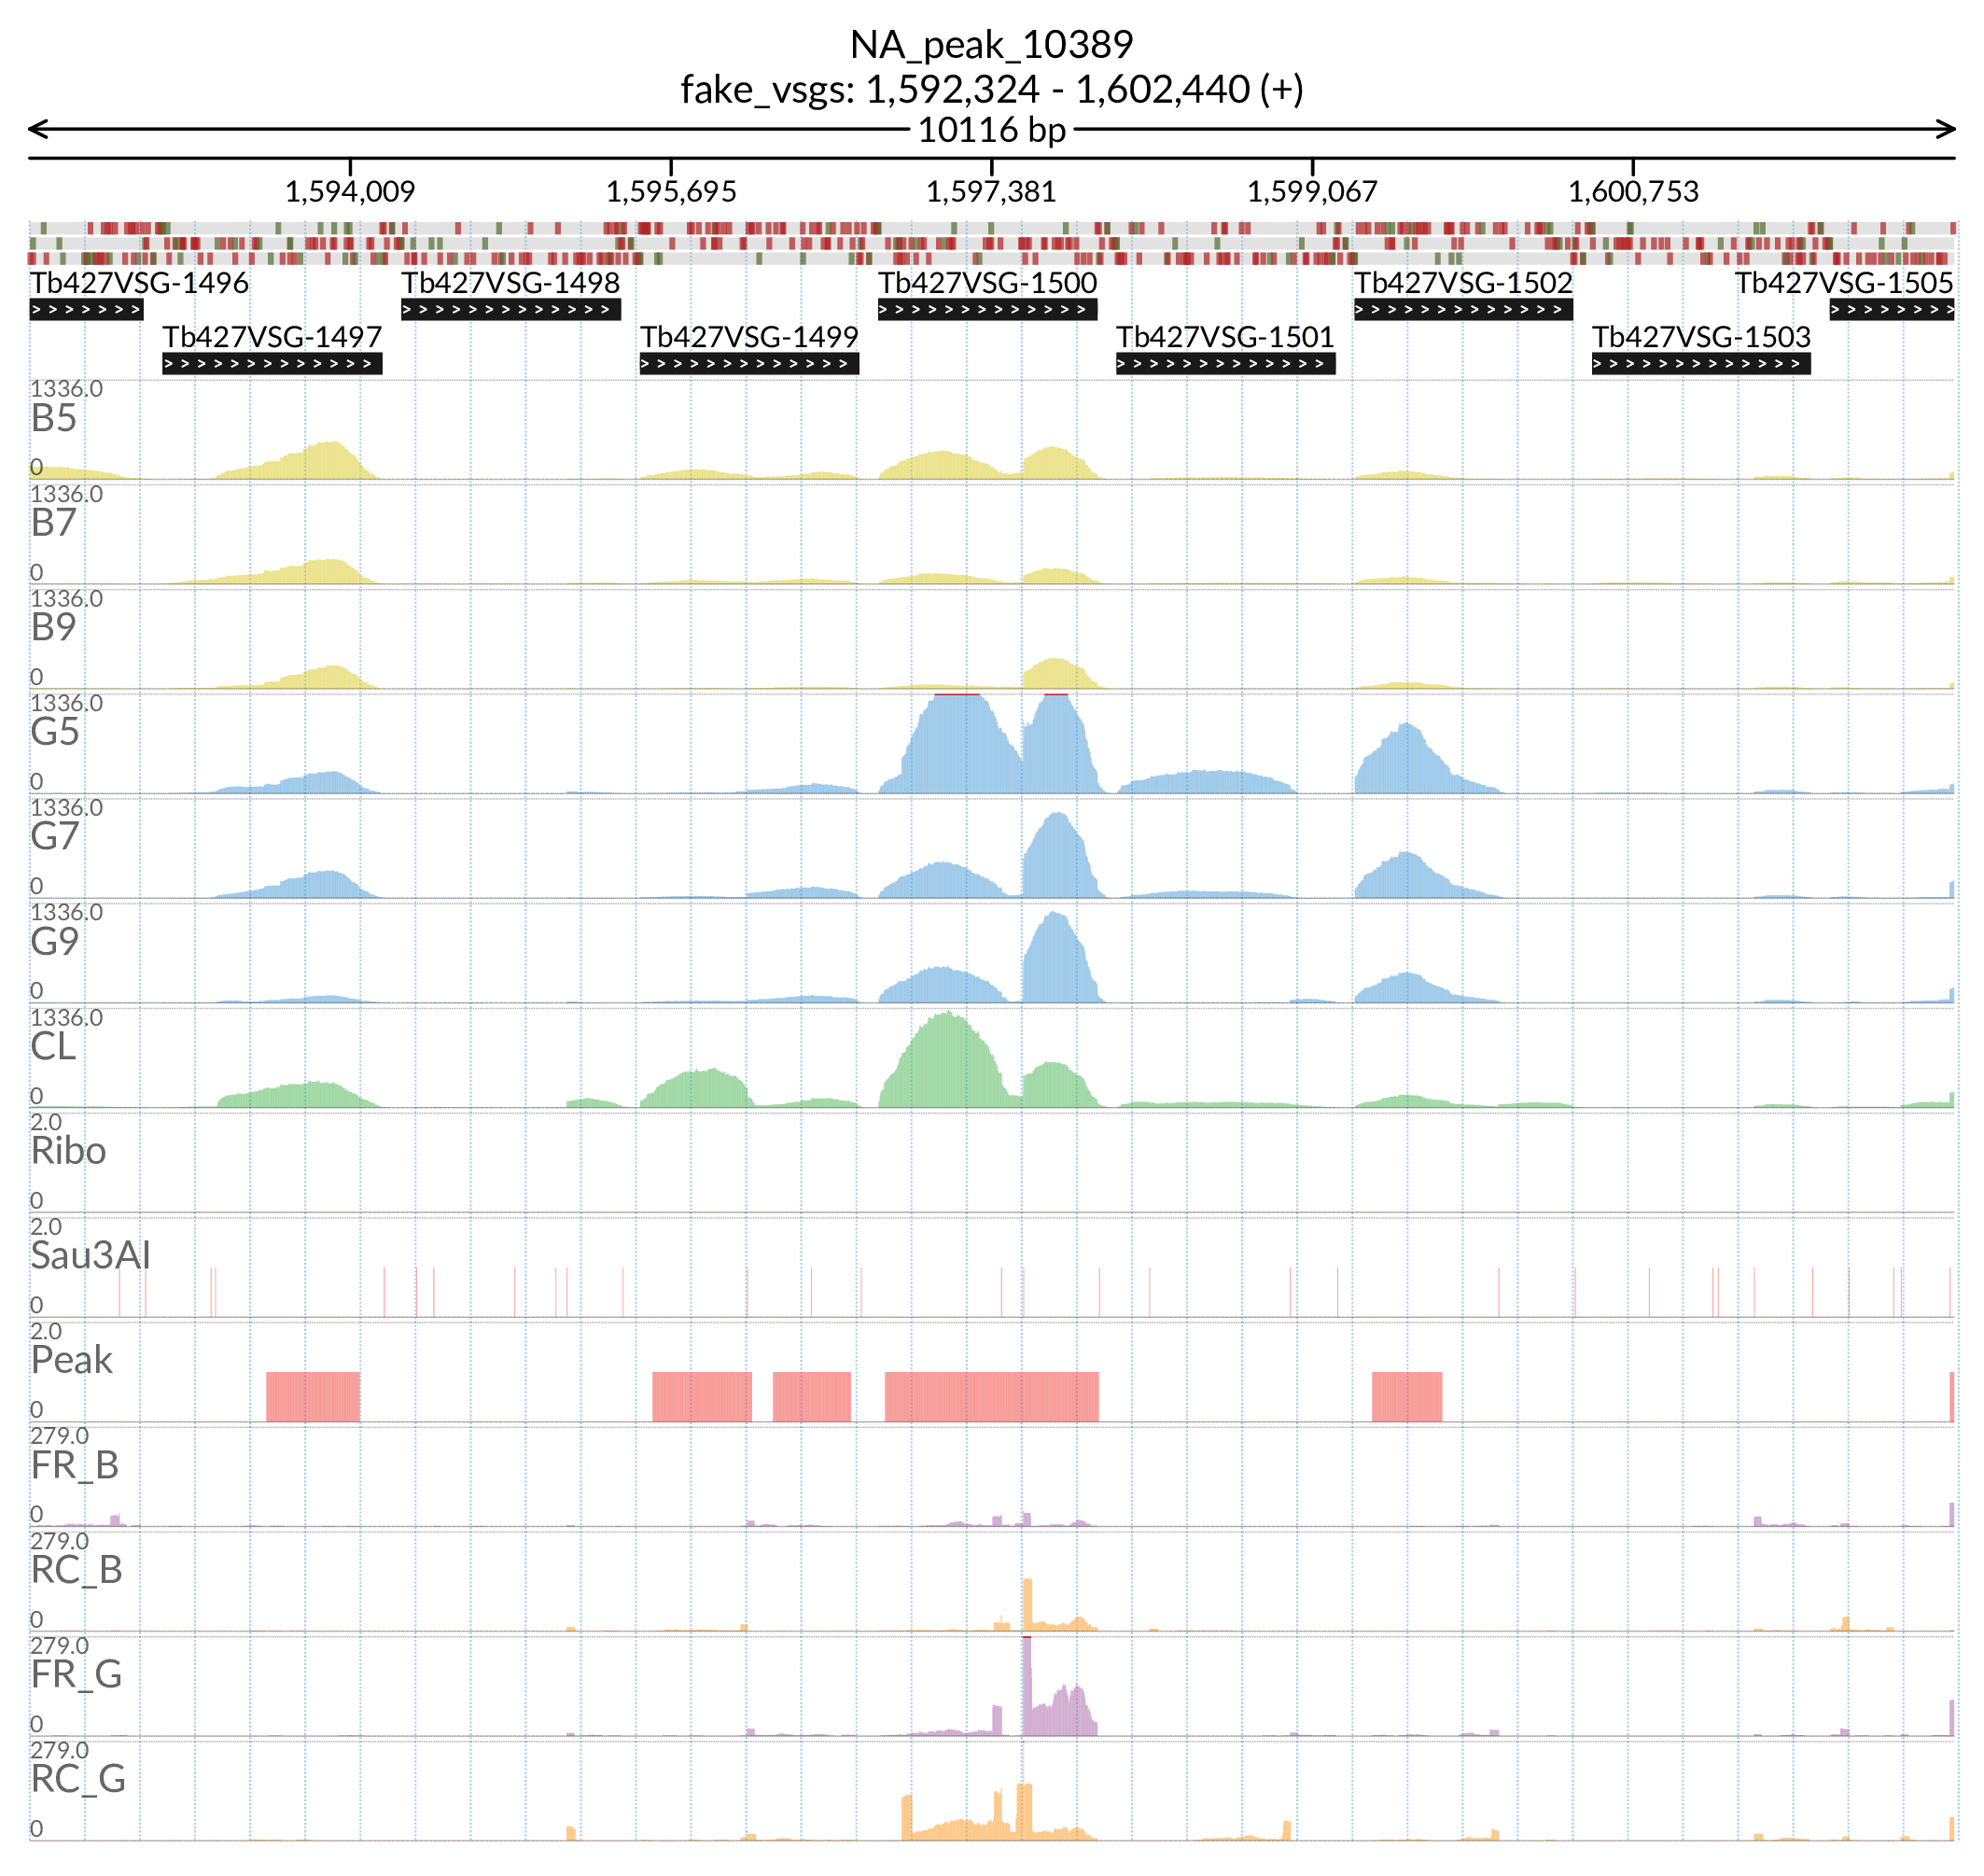 NA_peak_10389
fake_vsgs: 1,592,324 - 1,602,440 (+)
10116 bp
1,594,009 1,595,695 1,597,381 1,599,067 1,600,753
Tb427VSG-1496 Tb427VSG-1498 Tb427VSG-1500 Tb427VSG-1502 Tb427VSG-1505
Tb427VSG-1497 Tb427VSG-1499 Tb427VSG-1501 Tb427VSG-1503
1336.0
B5
0
1336.0
B7
0
1336.0
B9
0
1336.0
G5
0
1336.0
G7
0
1336.0
G9
0
1336.0
CL
0
2.0
Ribo
0
2.0
Sau3AI
0
2.0
Peak
0
279.0
FR_B
0
279.0
RC_B
0
279.0
FR_G
0
279.0
RC_G
0